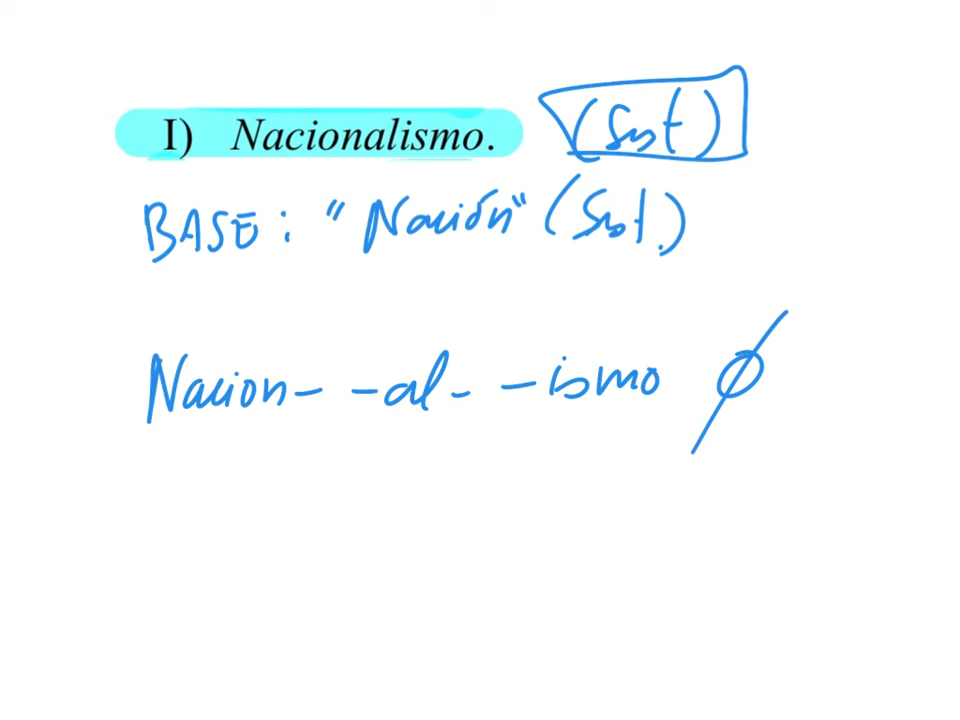 I) Nacionalismo. (Sust)
BASE: "Nación" (Sust.)
Nacion- -al- -ismo Ø